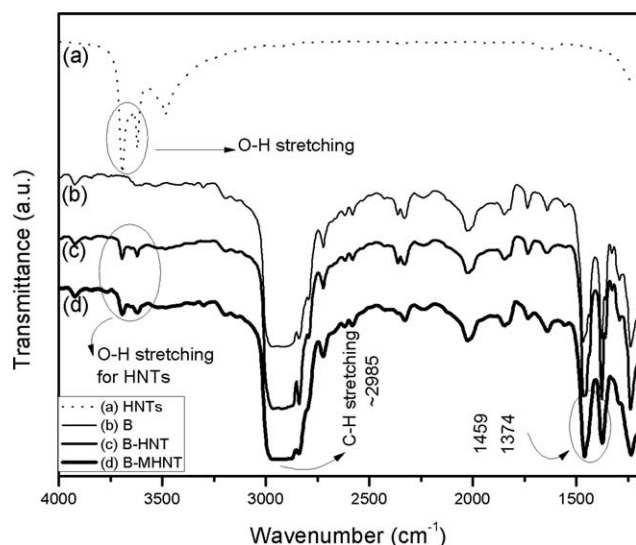 Transmittance (a.u.)
(a)
O-H stretching
(b)
(c)
(d)
O-H stretching
for HNTs
C-H stretching
~2985
1459
1374
(a) HNTs
(b) B
(c) B-HNT
(d) B-MHNT
4000 3500 3000 2500 2000 1500
Wavenumber (cm⁻¹)